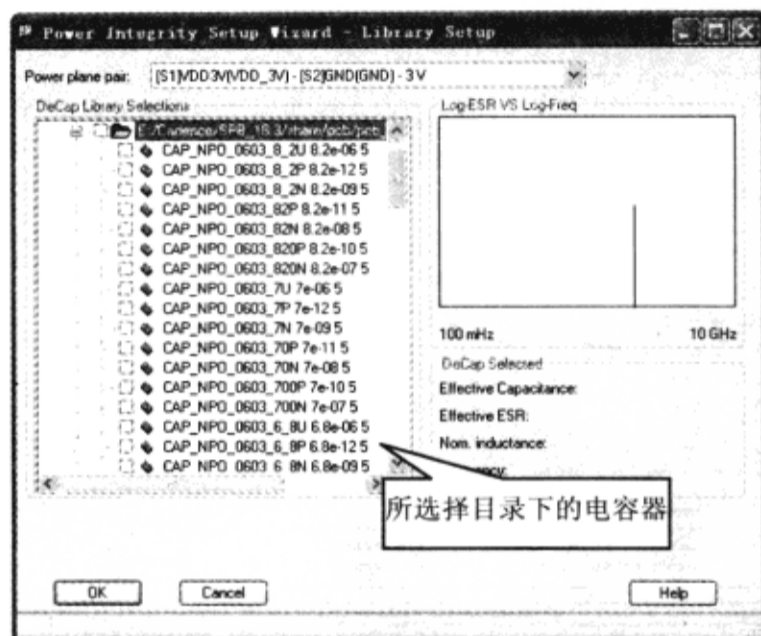 Power Integrity Setup Wizard - Library Setup
Power plane pair: [S1]VDD3V(VDD_3V) - [S2]GND(GND) - 3 V
DeCap Library Selections
Log-ESR VS Log-Freq
CAP_NPO_0603_8_2U 8.2e-06 5
CAP_NPO_0603_8_2P 8.2e-12 5
CAP_NPO_0603_8_2N 8.2e-09 5
CAP_NPO_0603_82P 8.2e-11 5
CAP_NPO_0603_82N 8.2e-08 5
CAP_NPO_0603_820P 8.2e-10 5
CAP_NPO_0603_820N 8.2e-07 5
CAP_NPO_0603_7U 7e-06 5
CAP_NPO_0603_7P 7e-12 5
CAP_NPO_0603_7N 7e-09 5
CAP_NPO_0603_70P 7e-11 5
CAP_NPO_0603_70N 7e-08 5
CAP_NPO_0603_700P 7e-10 5
CAP_NPO_0603_700N 7e-07 5
CAP_NPO_0603_6_8U 6.8e-06 5
CAP_NPO_0603_6_8P 6.8e-12 5
CAP_NPO_0603_6_8N 6.8e-09 5
100 mHz 10 GHz
DeCap Selected
Effective Capacitance:
Effective ESR:
Nom. inductance:
所选择目录下的电容器
OK Cancel Help